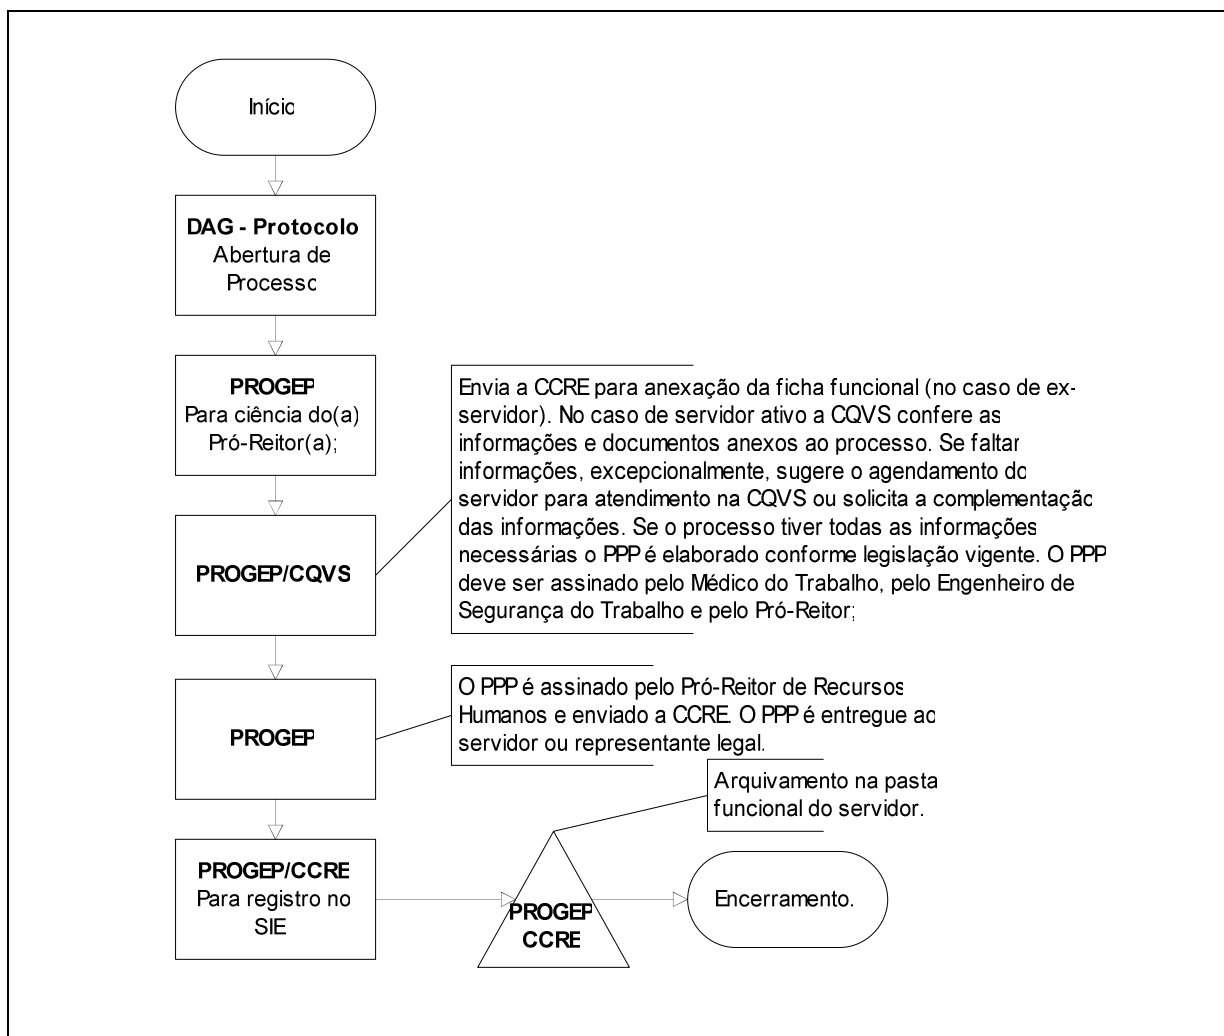 Início
DAG - Protocolo
Abertura de
Processo
PROGEP
Para ciência do(a)
Pró-Reitor(a);
Envia a CCRE para anexação da ficha funcional (no caso de ex-
servidor). No caso de servidor ativo a CQVS confere as
informações e documentos anexos ao processo. Se faltar
informações, excepcionalmente, sugere o agendamento do
servidor para atendimento na CQVS ou solicita a complementação
das informações. Se o processo tiver todas as informações
necessárias o PPP é elaborado conforme legislação vigente. O PPP
deve ser assinado pelo Médico do Trabalho, pelo Engenheiro de
Segurança do Trabalho e pelo Pró-Reitor;
PROGEP/CQVS
O PPP é assinado pelo Pró-Reitor de Recursos
Humanos e enviado a CCRE. O PPP é entregue ao
servidor ou representante legal.
PROGEP
Arquivamento na pasta
funcional do servidor.
PROGEP/CCRE
Para registro no
SIE
PROGEP
CCRE
Encerramento.